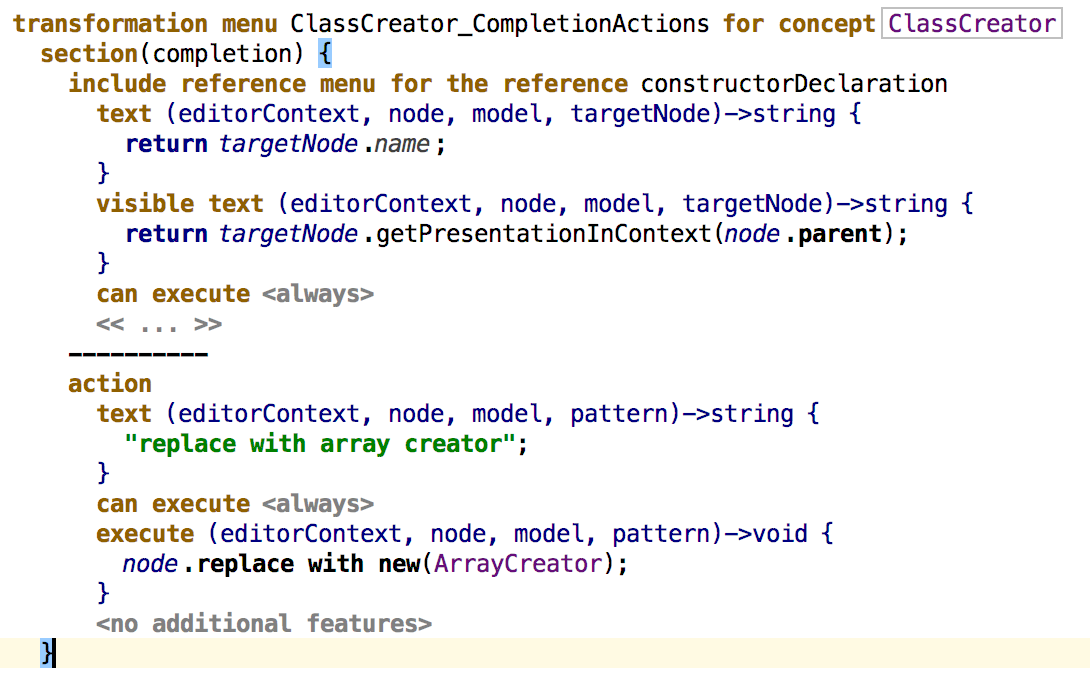 transformation menu ClassCreator_CompletionActions for concept ClassCreator
section(completion) {
include reference menu for the reference constructorDeclaration
text (editorContext, node, model, targetNode)->string {
return targetNode.name;
}
visible text (editorContext, node, model, targetNode)->string {
return targetNode.getPresentationInContext(node.parent);
}
can execute <always>
<< ... >>
----------
action
text (editorContext, node, model, pattern)->string {
"replace with array creator";
}
can execute <always>
execute (editorContext, node, model, pattern)->void {
node.replace with new(ArrayCreator);
}
<no additional features>
}